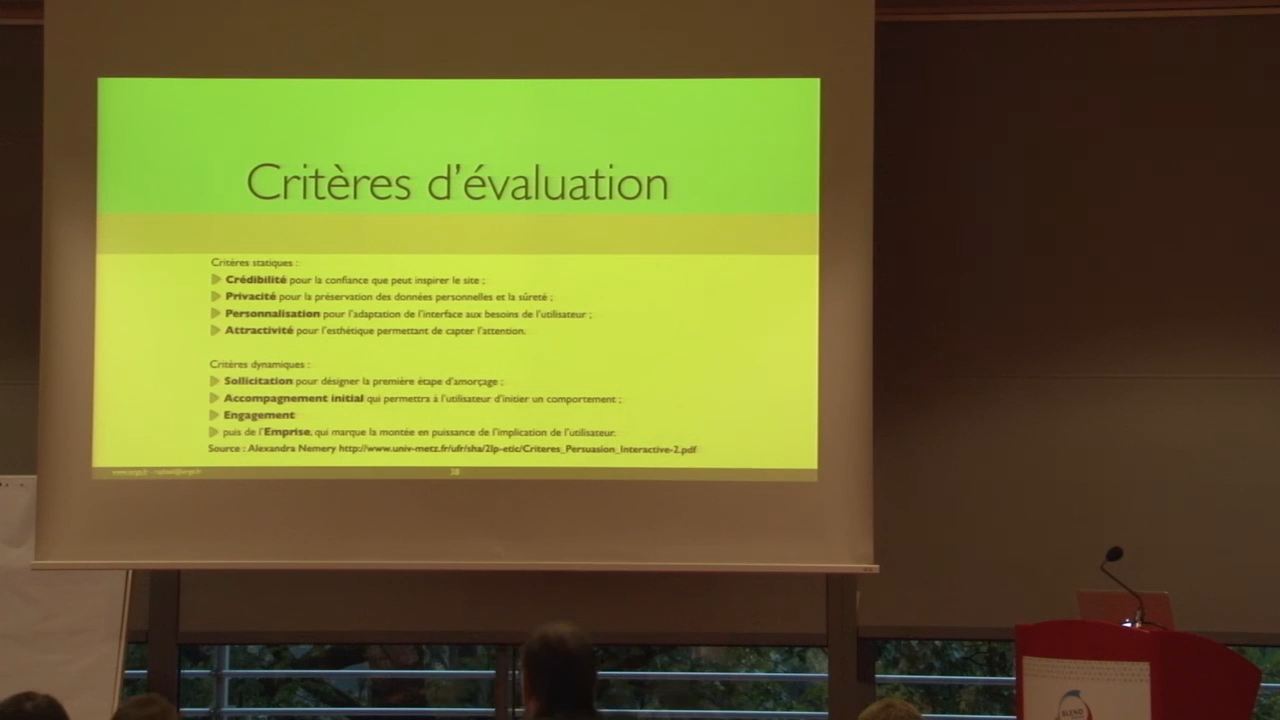 Critères d'évaluation
Critères statiques :
Crédibilité pour la confiance que peut inspirer le site ;
Privacité pour la préservation des données personnelles et la sûreté ;
Personnalisation pour l'adaptation de l'interface aux besoins de l'utilisateur ;
Attractivité pour l'esthétique permettant de capter l'attention.
Critères dynamiques :
Sollicitation pour désigner la première étape d'amorçage ;
Accompagnement initial qui permettra à l'utilisateur d'initier un comportement ;
Engagement
puis de l'Emprise, qui marque la montée en puissance de l'implication de l'utilisateur.
Source : Alexandra Nemery http://www.univ-metz.fr/ufr/sha/2lp-etic/Criteres_Persuasion_Interactive-2.pdf
BLEND